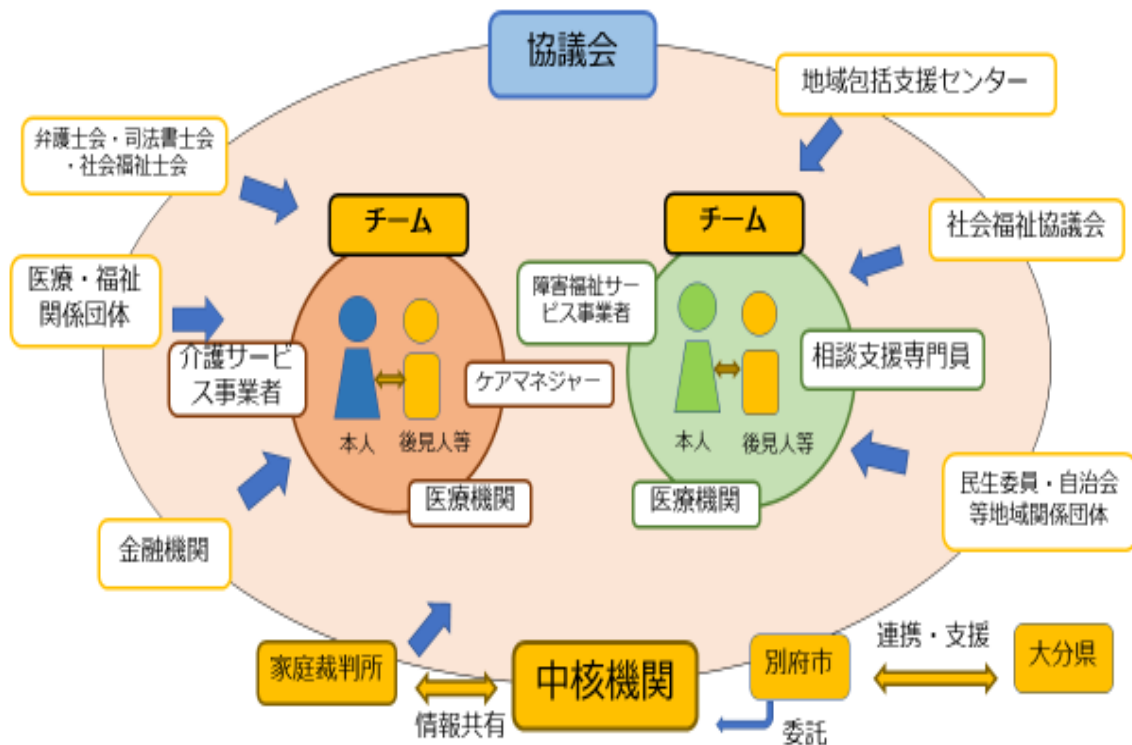 協議会
地域包括支援センター
弁護士会・司法書士会
・社会福祉士会
チーム
チーム
社会福祉協議会
医療・福祉
関係団体
障害福祉サー
ビス事業者
介護サービ
ス事業者
ケアマネジャー
相談支援専門員
本人
後見人等
本人
後見人等
医療機関
医療機関
民生委員・自治会
等地域関係団体
金融機関
家庭裁判所
中核機関
別府市
連携・支援
大分県
情報共有
委託